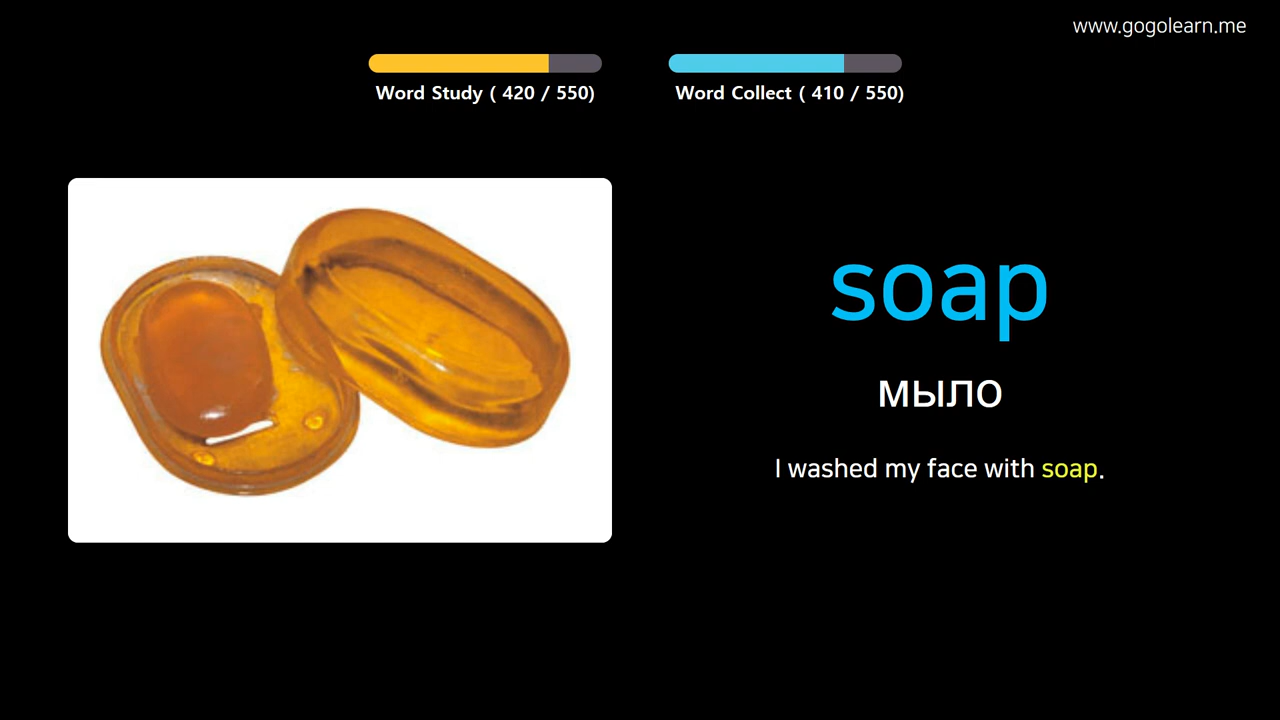 www.gogolearn.me
Word Study ( 420 / 550)
Word Collect ( 410 / 550)
soap
мыло
I washed my face with soap.